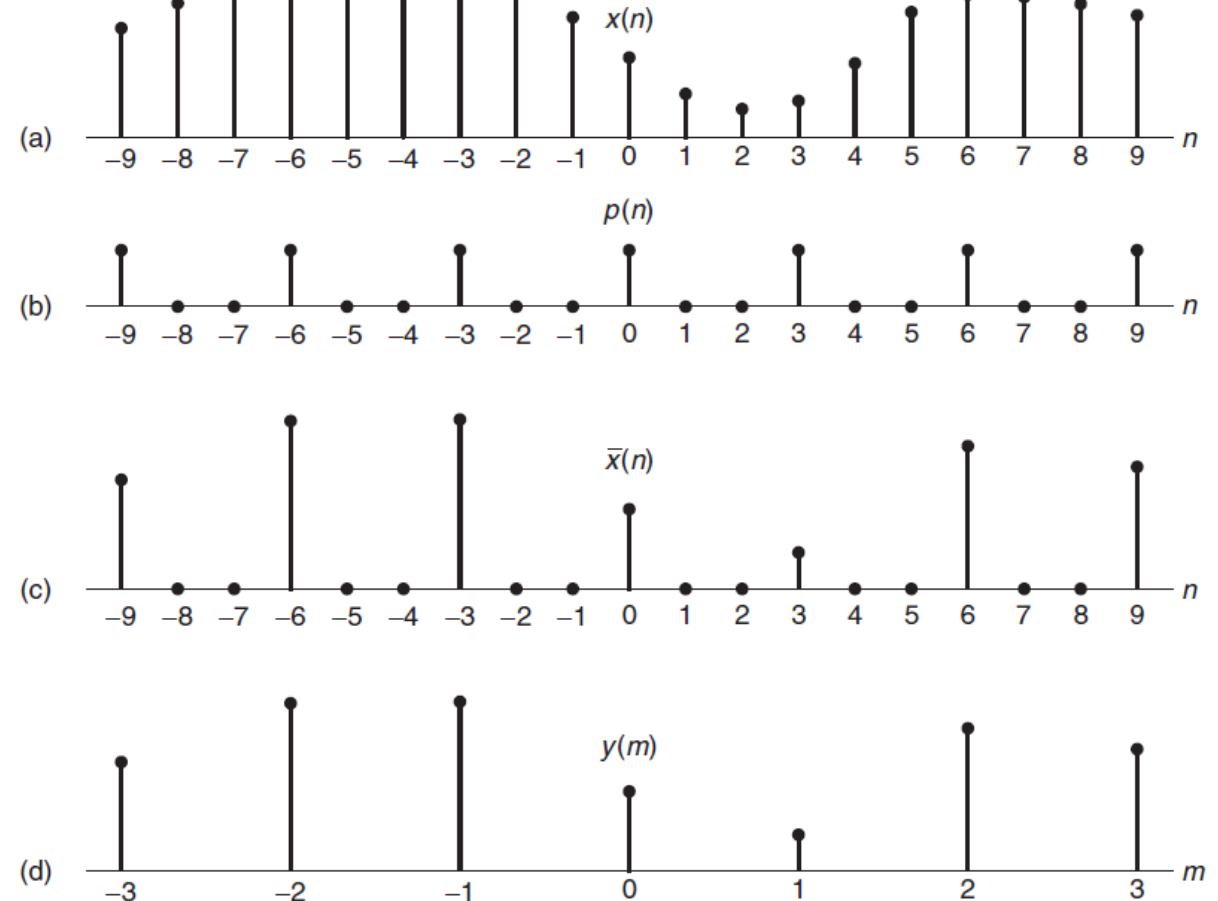 x(n)
(a) n
–9 –8 –7 –6 –5 –4 –3 –2 –1 0 1 2 3 4 5 6 7 8 9
p(n)
(b) n
–9 –8 –7 –6 –5 –4 –3 –2 –1 0 1 2 3 4 5 6 7 8 9
x̅(n)
(c) n
–9 –8 –7 –6 –5 –4 –3 –2 –1 0 1 2 3 4 5 6 7 8 9
y(m)
(d) m
–3 –2 –1 0 1 2 3